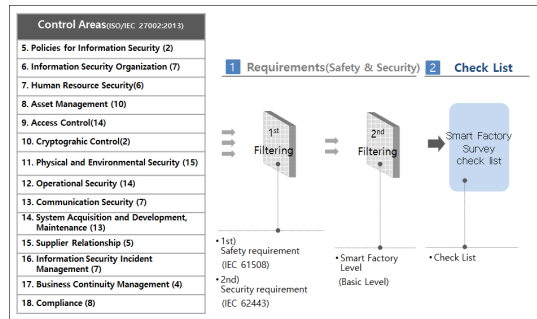 Control Areas(ISO/IEC 27002:2013)
5. Policies for Information Security (2)
6. Information Security Organization (7)
7. Human Resource Security(6)
8. Asset Management (10)
9. Access Control(14)
10. Cryptograhic Control(2)
11. Physical and Environmental Security (15)
12. Operational Security (14)
13. Communication Security (7)
14. System Acquisition and Development,
Maintenance (13)
15. Supplier Relationship (5)
16. Information Security Incident
Management (7)
17. Business Continuity Management (4)
18. Compliance (8)
1 Requirements(Safety & Security)
1st
Filtering
2nd
Filtering
• 1st)
Safety requirement
(IEC 61508)
• 2nd)
Security requirement
(IEC 62443)
• Smart Factory
Level
(Basic Level)
2 Check List
Smart Factory
Survey
check list
• Check List